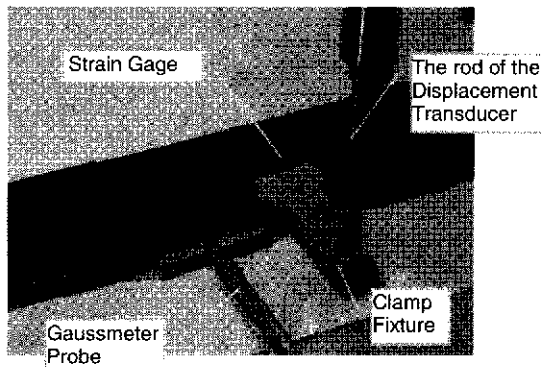 Strain Gage
The rod of the
Displacement
Transducer
Clamp
Fixture
Gaussmeter
Probe